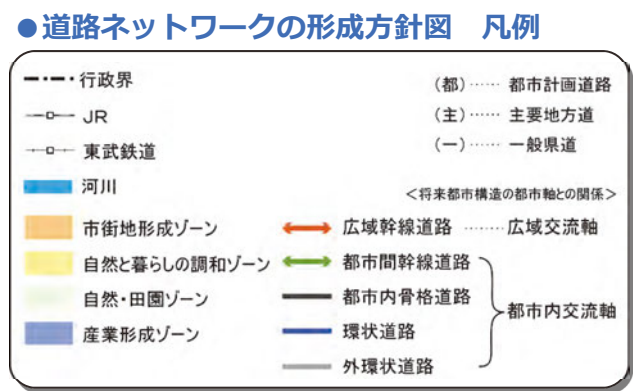 ●道路ネットワークの形成方針図　凡例
行政界
JR
東武鉄道
河川
市街地形成ゾーン
自然と暮らしの調和ゾーン
自然・田園ゾーン
産業形成ゾーン
（都）…… 都市計画道路
（主）…… 主要地方道
（一）…… 一般県道
＜将来都市構造の都市軸との関係＞
広域幹線道路 ……… 広域交流軸
都市間幹線道路
都市内骨格道路
環状道路
外環状道路
都市内交流軸